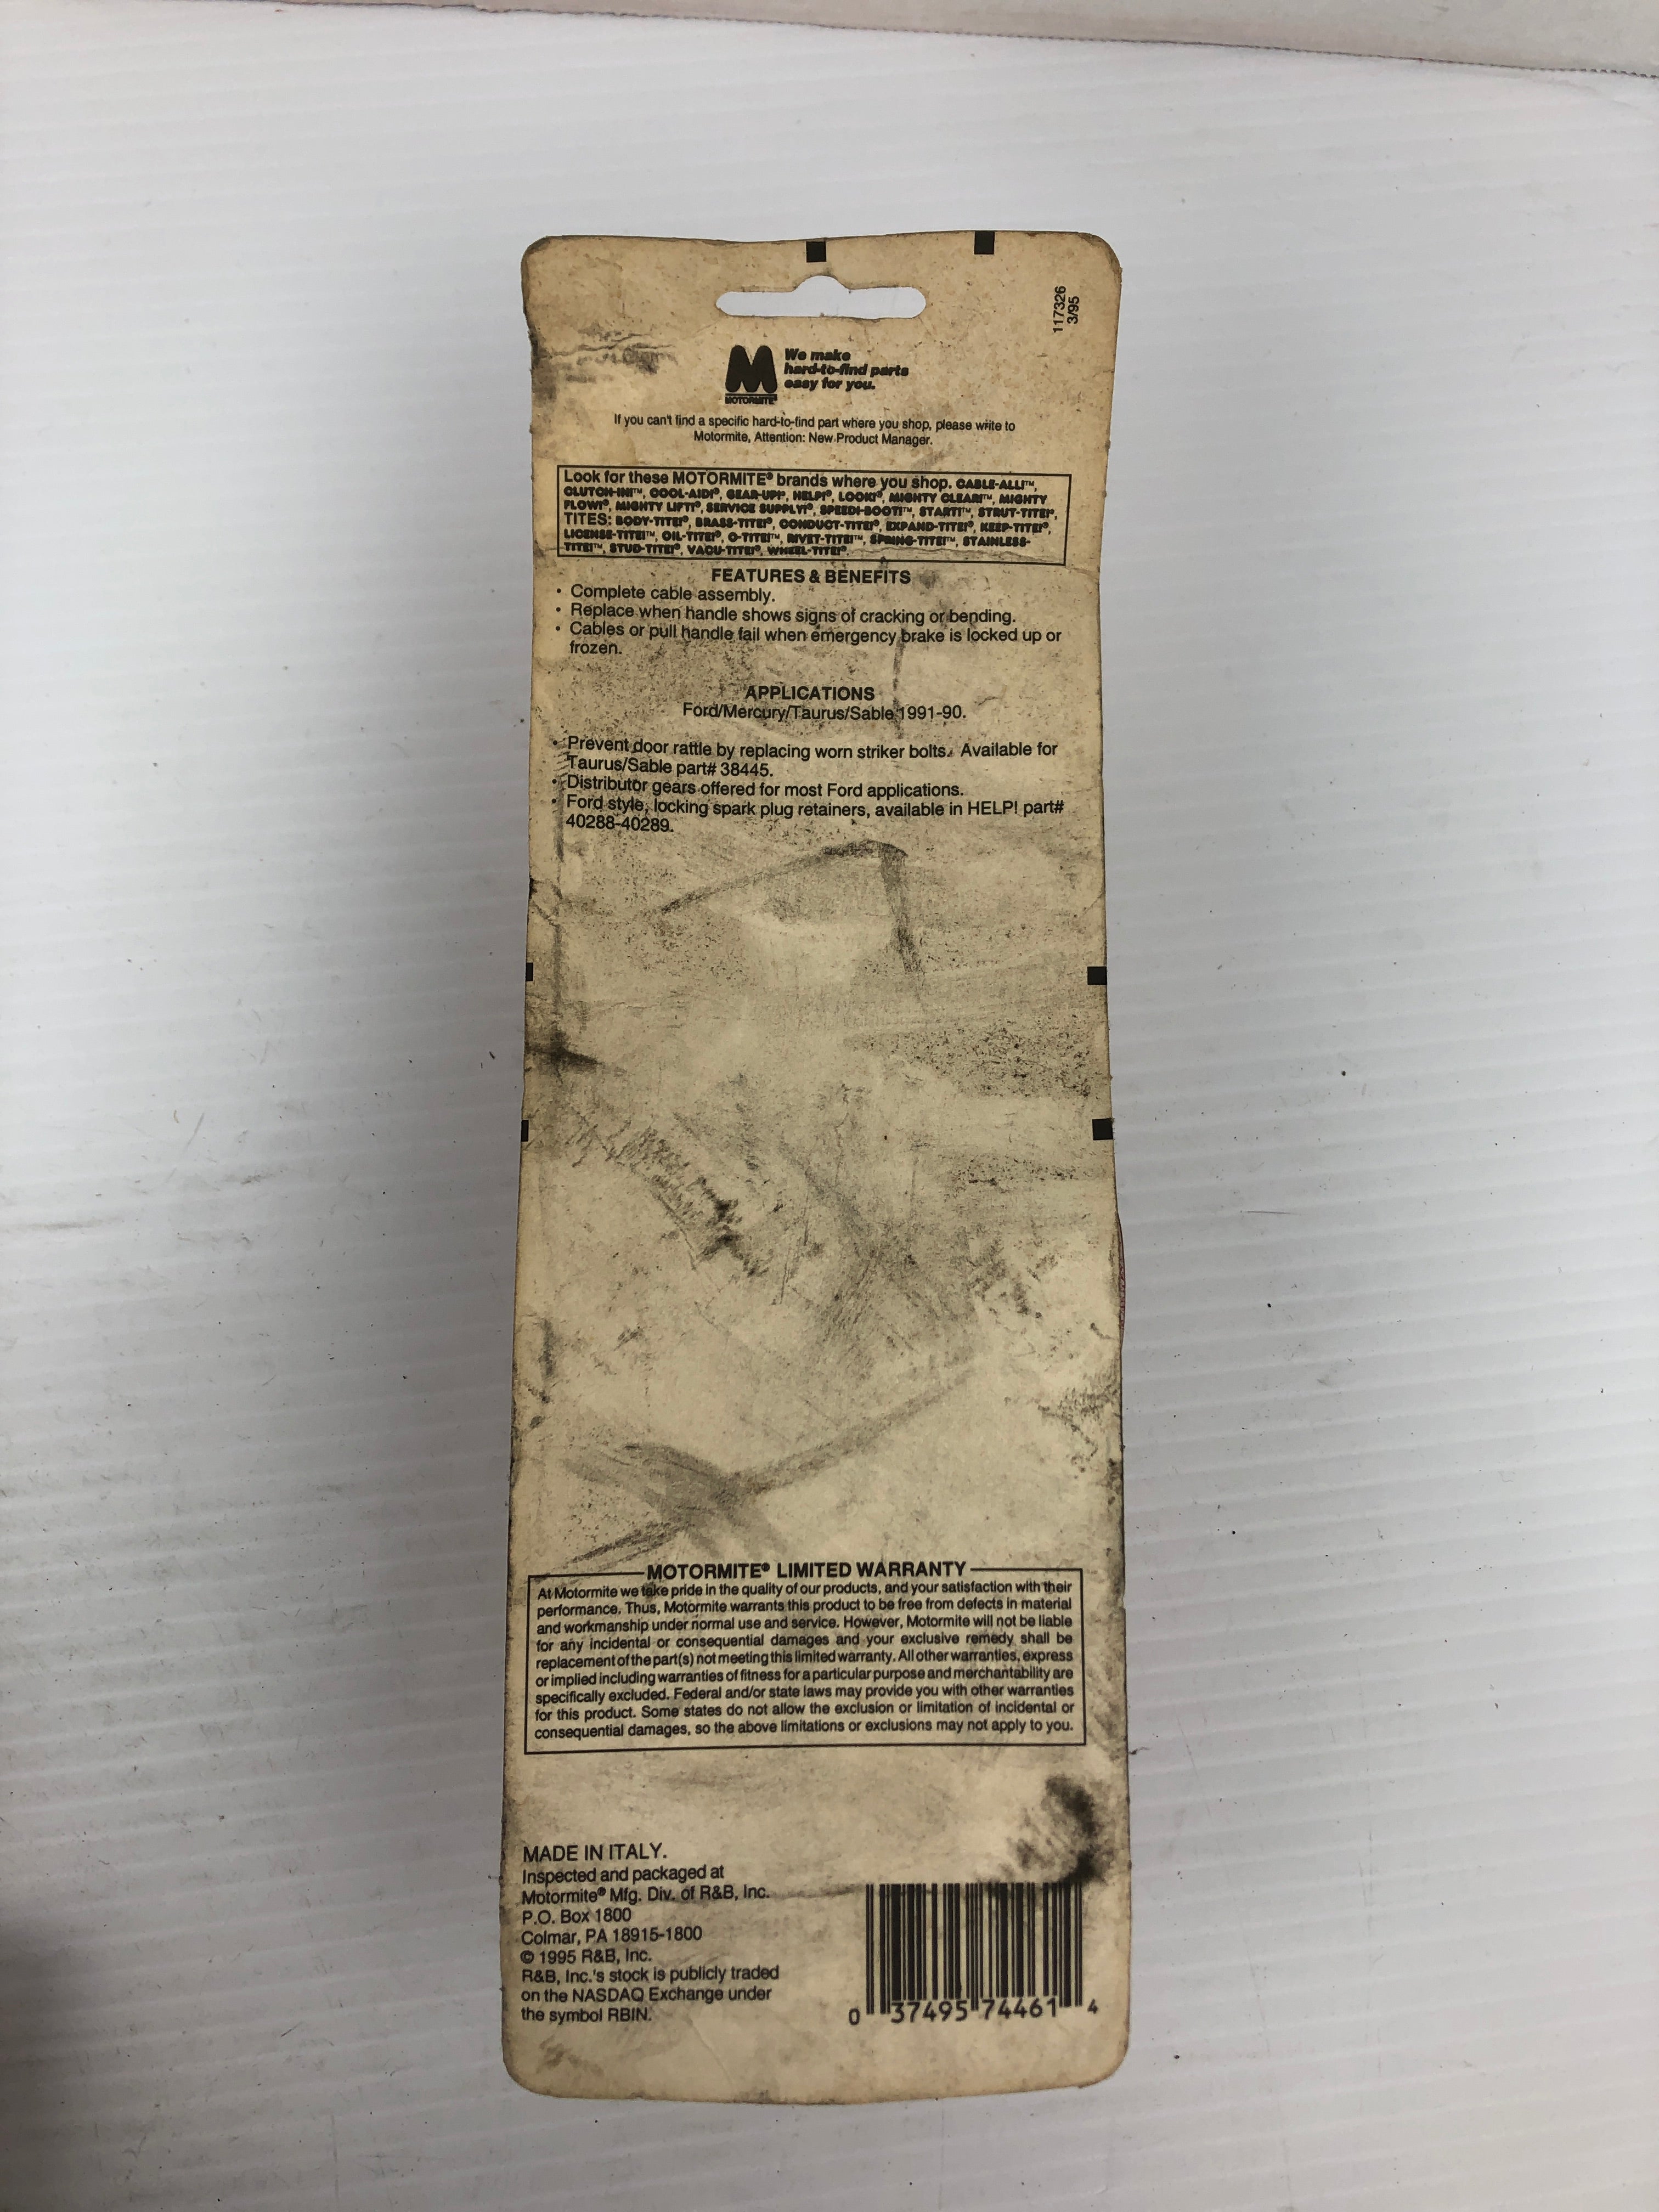 117326
3/95
We make
hard-to-find parts
easy for you.
M
MOTORMITE®
If you can't find a specific hard-to-find part where you shop, please write to
Motormite, Attention: New Product Manager.
Look for these MOTORMITE® brands where you shop. CABLE-ALL!™,
CLUTCH-IN!™, COOL-AID!®, GEAR-UP!®, HELP!®, LOOK!®, MIGHTY CLEAR!™, MIGHTY
FLOW!®, MIGHTY LIFT!®, SERVICE SUPPLY!®, SPEEDI-BOOT!™, START!™, STRUT-TITE!®,
TITES: BODY-TITE!®, BRASS-TITE!®, CONDUCT-TITE!®, EXPAND-TITE!®, KEEP-TITE!®,
LICENSE-TITE!™, OIL-TITE!®, O-TITE!™, RIVET-TITE!™, SPRING-TITE!™, STAINLESS-
TITE!™, STUD-TITE!®, VACU-TITE!®, WHEEL-TITE!®.
FEATURES & BENEFITS
• Complete cable assembly.
• Replace when handle shows signs of cracking or bending.
• Cables or pull handle fail when emergency brake is locked up or
frozen.
APPLICATIONS
Ford/Mercury/Taurus/Sable 1991-90.
• Prevent door rattle by replacing worn striker bolts. Available for
Taurus/Sable part# 38445.
• Distributor gears offered for most Ford applications.
• Ford style, locking spark plug retainers, available in HELP! part#
40288-40289.
MOTORMITE® LIMITED WARRANTY
At Motormite we take pride in the quality of our products, and your satisfaction with their
performance. Thus, Motormite warrants this product to be free from defects in material
and workmanship under normal use and service. However, Motormite will not be liable
for any incidental or consequential damages and your exclusive remedy shall be
replacement of the part(s) not meeting this limited warranty. All other warranties, express
or implied including warranties of fitness for a particular purpose and merchantability are
specifically excluded. Federal and/or state laws may provide you with other warranties
for this product. Some states do not allow the exclusion or limitation of incidental or
consequential damages, so the above limitations or exclusions may not apply to you.
MADE IN ITALY.
Inspected and packaged at
Motormite® Mfg. Div. of R&B, Inc.
P.O. Box 1800
Colmar, PA 18915-1800
© 1995 R&B, Inc.
R&B, Inc.'s stock is publicly traded
on the NASDAQ Exchange under
the symbol RBIN.
0 37495 74461 4